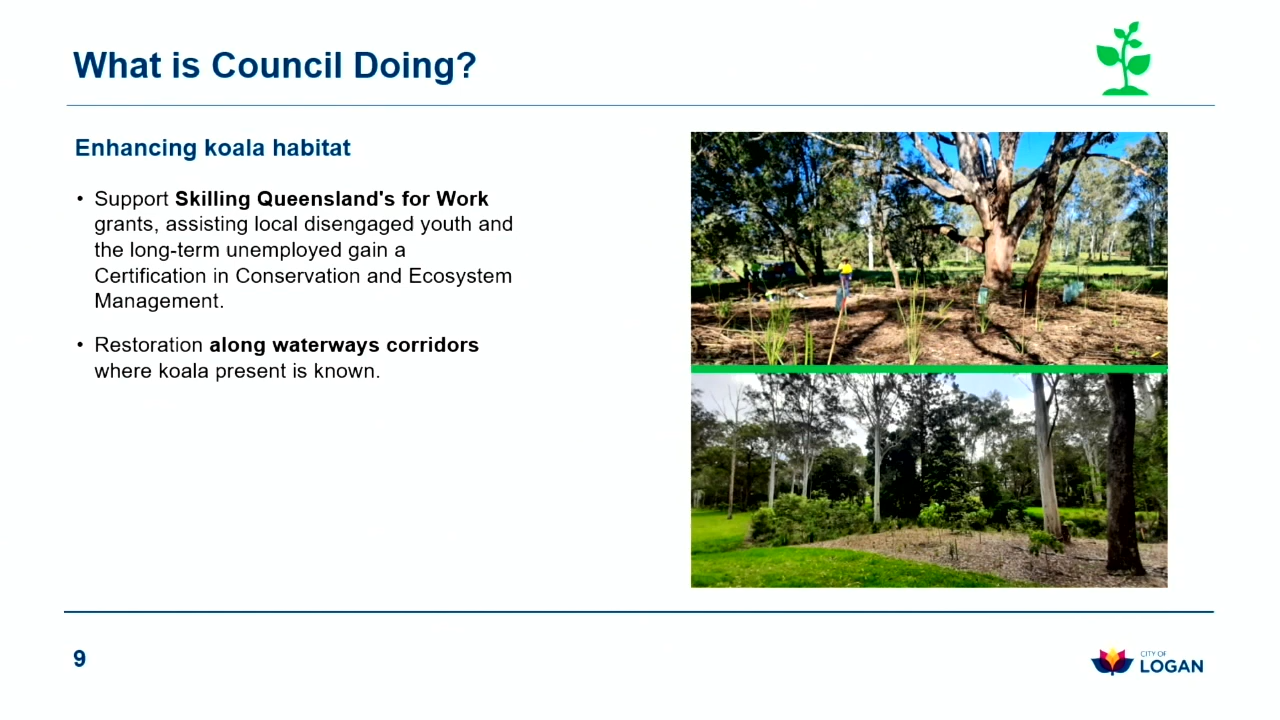 What is Council Doing?
Enhancing koala habitat
• Support Skilling Queensland's for Work
grants, assisting local disengaged youth and
the long-term unemployed gain a
Certification in Conservation and Ecosystem
Management.
• Restoration along waterways corridors
where koala present is known.
9
CITY OF
LOGAN